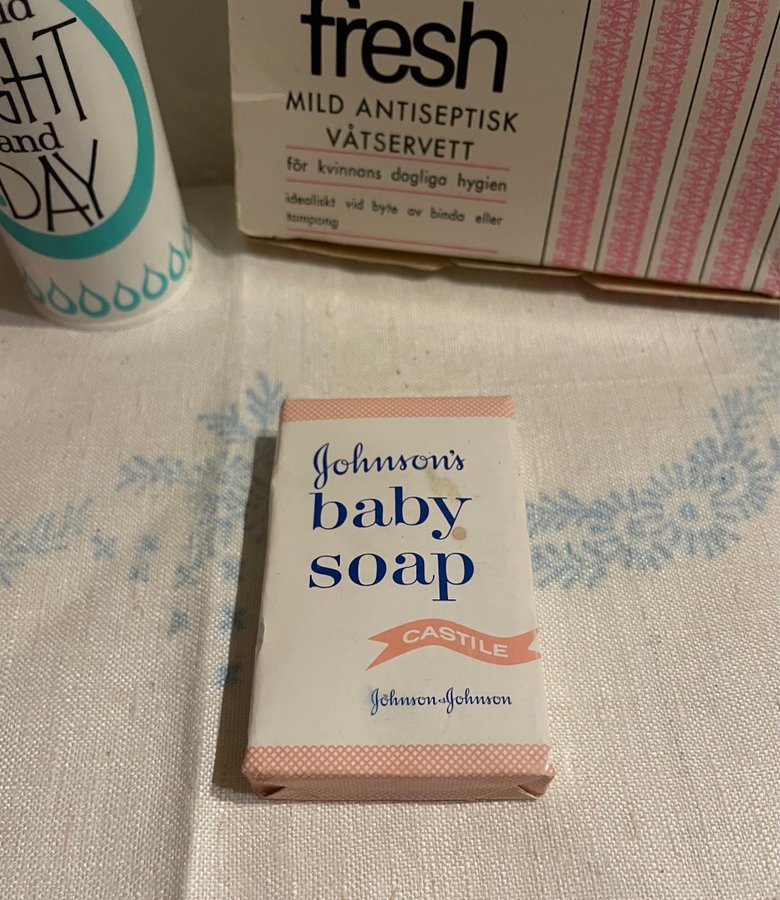 GHT
and
DAY
fresh
MILD ANTISEPTISK
VÅTSERVETT
för kvinnans dagliga hygien
idealiskt vid byte av binda eller
tampong
Johnson's
baby
soap
CASTILE
Johnson & Johnson